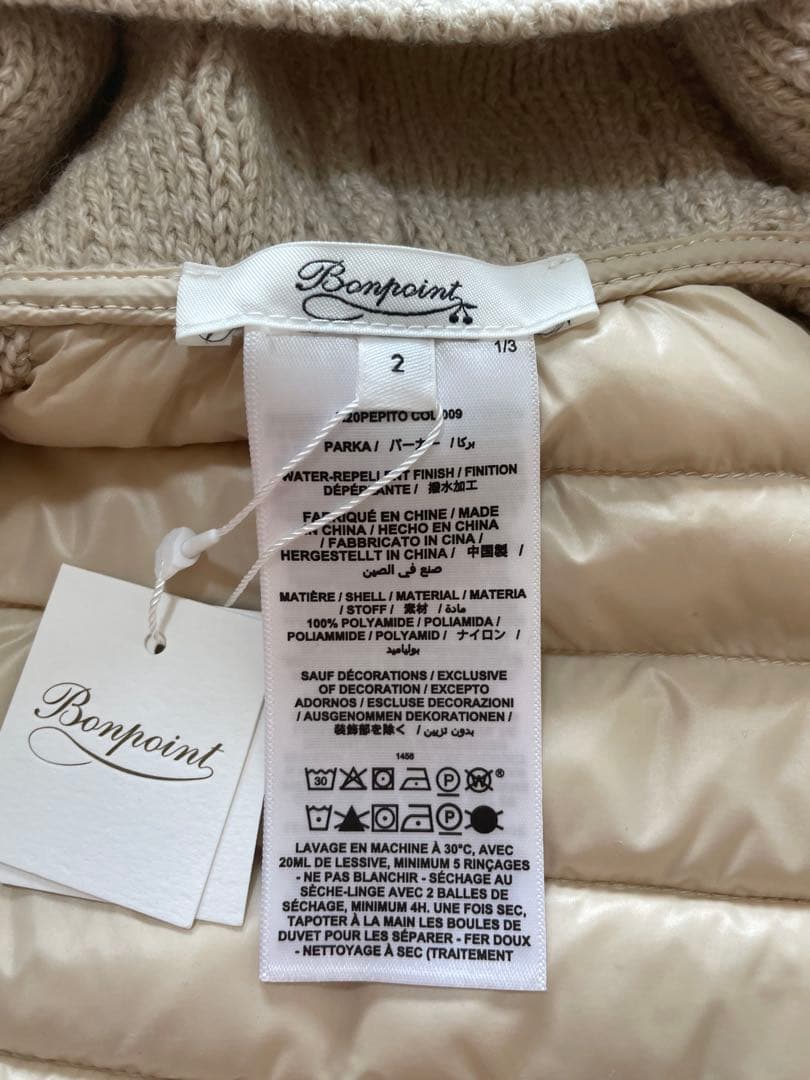 Bonpoint
2
1/3
PARKA / パーカー / بركا
WATER-REPELLENT FINISH / FINITION
DÉPERLANTE / 撥水加工
FABRIQUÉ EN CHINE / MADE
IN CHINA / HECHO EN CHINA
/ FABBRICATO IN CINA /
HERGESTELLT IN CHINA / 中国製 /
صنع في الصين
MATIÈRE / SHELL / MATERIAL / MATERIA
/ STOFF / 素材 / مادة /
100% POLYAMIDE / POLIAMIDA /
POLIAMMIDE / POLYAMID / ナイロン /
بولياميد
SAUF DÉCORATIONS / EXCLUSIVE
OF DECORATION / EXCEPTO
ADORNOS / ESCLUSE DECORAZIONI
/ AUSGENOMMEN DEKORATIONEN /
装飾部を除く / بدون تزيين /
1456
30 P W®
P
LAVAGE EN MACHINE À 30°C, AVEC
20ML DE LESSIVE, MINIMUM 5 RINÇAGES
- NE PAS BLANCHIR - SÉCHAGE AU
SÈCHE-LINGE AVEC 2 BALLES DE
SÉCHAGE, MINIMUM 4H. UNE FOIS SEC,
TAPOTER À LA MAIN LES BOULES DE
DUVET POUR LES SÉPARER - FER DOUX
- NETTOYAGE À SEC (TRAITEMENT
Bonpoint